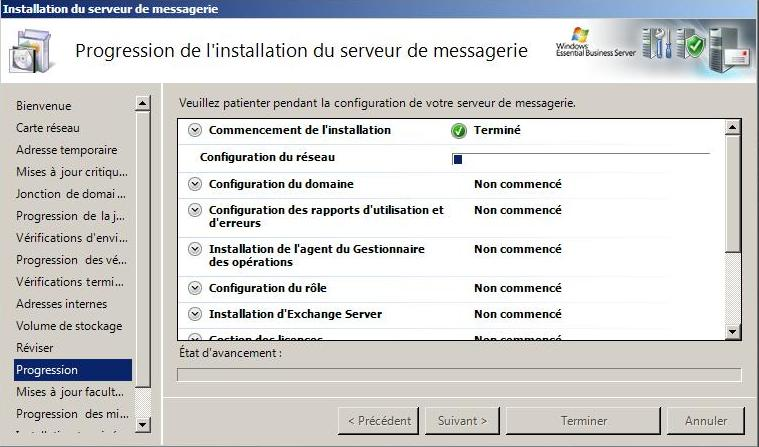 Installation du serveur de messagerie
Progression de l'installation du serveur de messagerie
Windows
Essential Business Server
Bienvenue
Carte réseau
Adresse temporaire
Mises à jour critiqu...
Jonction de domai...
Progression de la j...
Vérifications d'envi...
Progression des vé...
Vérifications termi...
Adresses internes
Volume de stockage
Réviser
Progression
Mises à jour facult...
Progression des mi...
Veuillez patienter pendant la configuration de votre serveur de messagerie.
Commencement de l'installation Terminé
Configuration du réseau
Configuration du domaine Non commencé
Configuration des rapports d'utilisation et Non commencé
d'erreurs
Installation de l'agent du Gestionnaire Non commencé
des opérations
Configuration du rôle Non commencé
Installation d'Exchange Server Non commencé
Gestion des licences Non commencé
État d'avancement :
< Précédent Suivant > Terminer Annuler